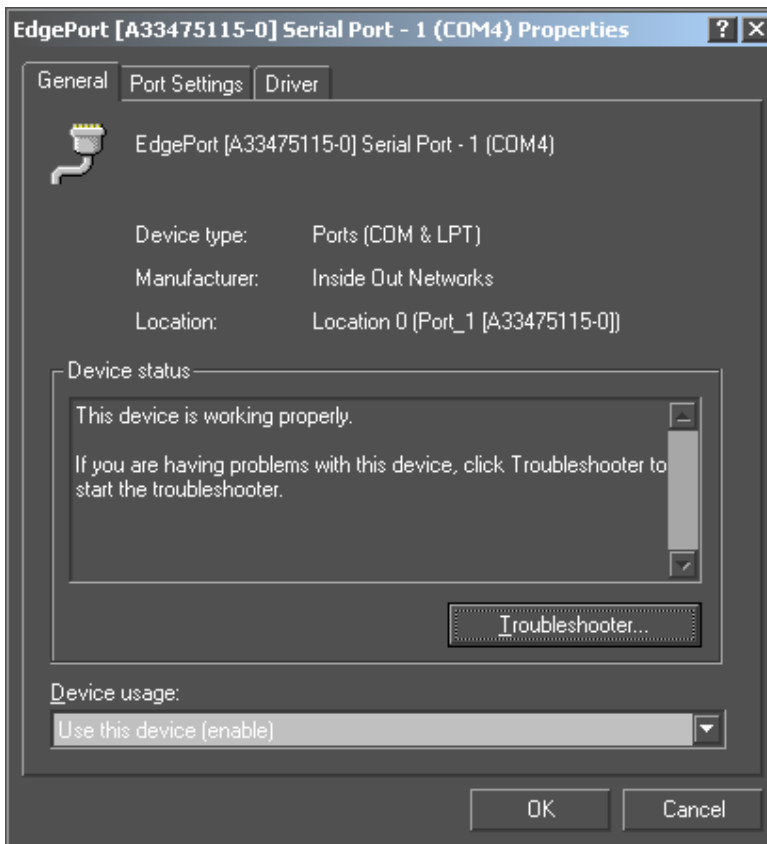 EdgePort [A33475115-0] Serial Port - 1 (COM4) Properties
General Port Settings Driver
EdgePort [A33475115-0] Serial Port - 1 (COM4)
Device type: Ports (COM & LPT)
Manufacturer: Inside Out Networks
Location: Location 0 (Port_1 [A33475115-0])
Device status
This device is working properly.
If you are having problems with this device, click Troubleshooter to
start the troubleshooter.
Troubleshooter...
Device usage:
Use this device (enable)
OK Cancel